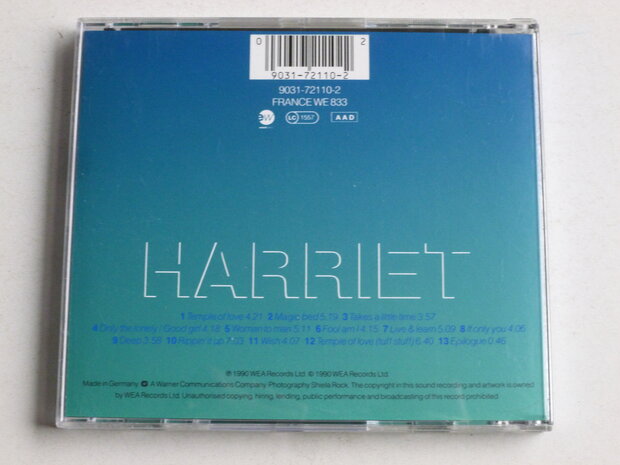 0 2
9031-72110-2
9031-72110-2
FRANCE WE 833
ew LC 1557 AAD
HARRIET
1 Temple of love 4.21 2 Magic bed 5.19 3 Takes a little time 3.57
4 Only the lonely : Good girl 4.18 5 Woman to man 5.11 6 Fool am I 4.15 7 Live & learn 5.09 8 If only you 4.06
9 Deep 3.58 10 Rippin' it up 7.03 11 Wish 4.07 12 Temple of love (tuff stuff) 6.40 13 Epilogue 0.46
℗ 1990 WEA Records Ltd. © 1990 WEA Records Ltd.
Made in Germany A Warner Communications Company Photography Sheila Rock. The copyright in this sound recording and artwork is owned
by WEA Records Ltd. Unauthorised copying, hiring, lending, public performance and broadcasting of this record prohibited